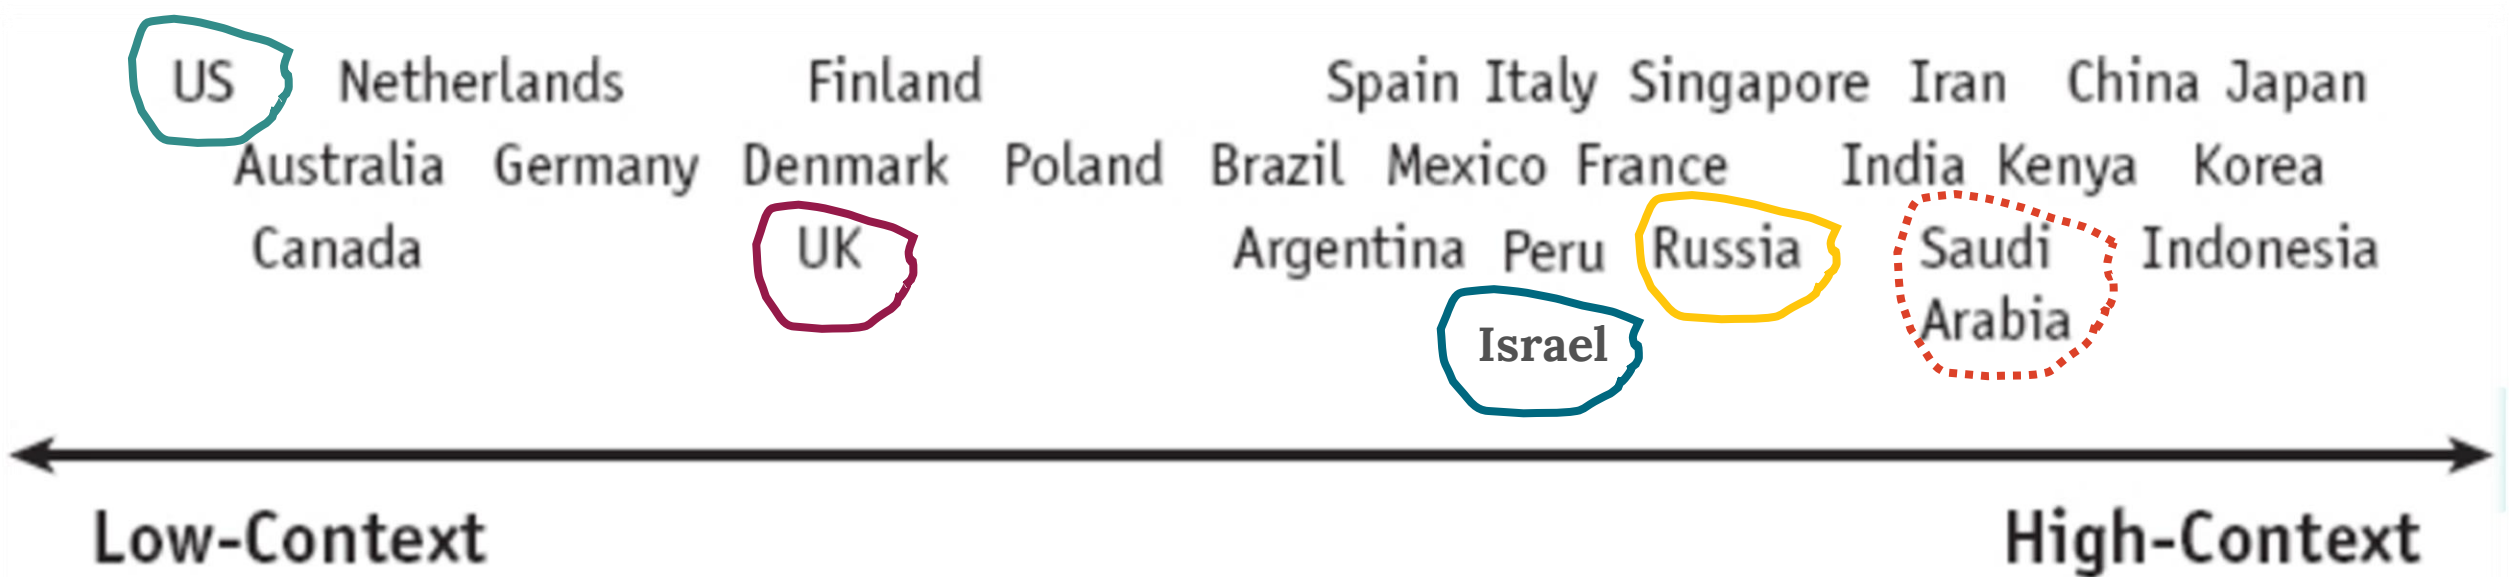 US Netherlands Finland Spain Italy Singapore Iran China Japan
Australia Germany Denmark Poland Brazil Mexico France India Kenya Korea
Canada UK Argentina Peru Russia Saudi Indonesia
Israel Arabia
Low-Context High-Context